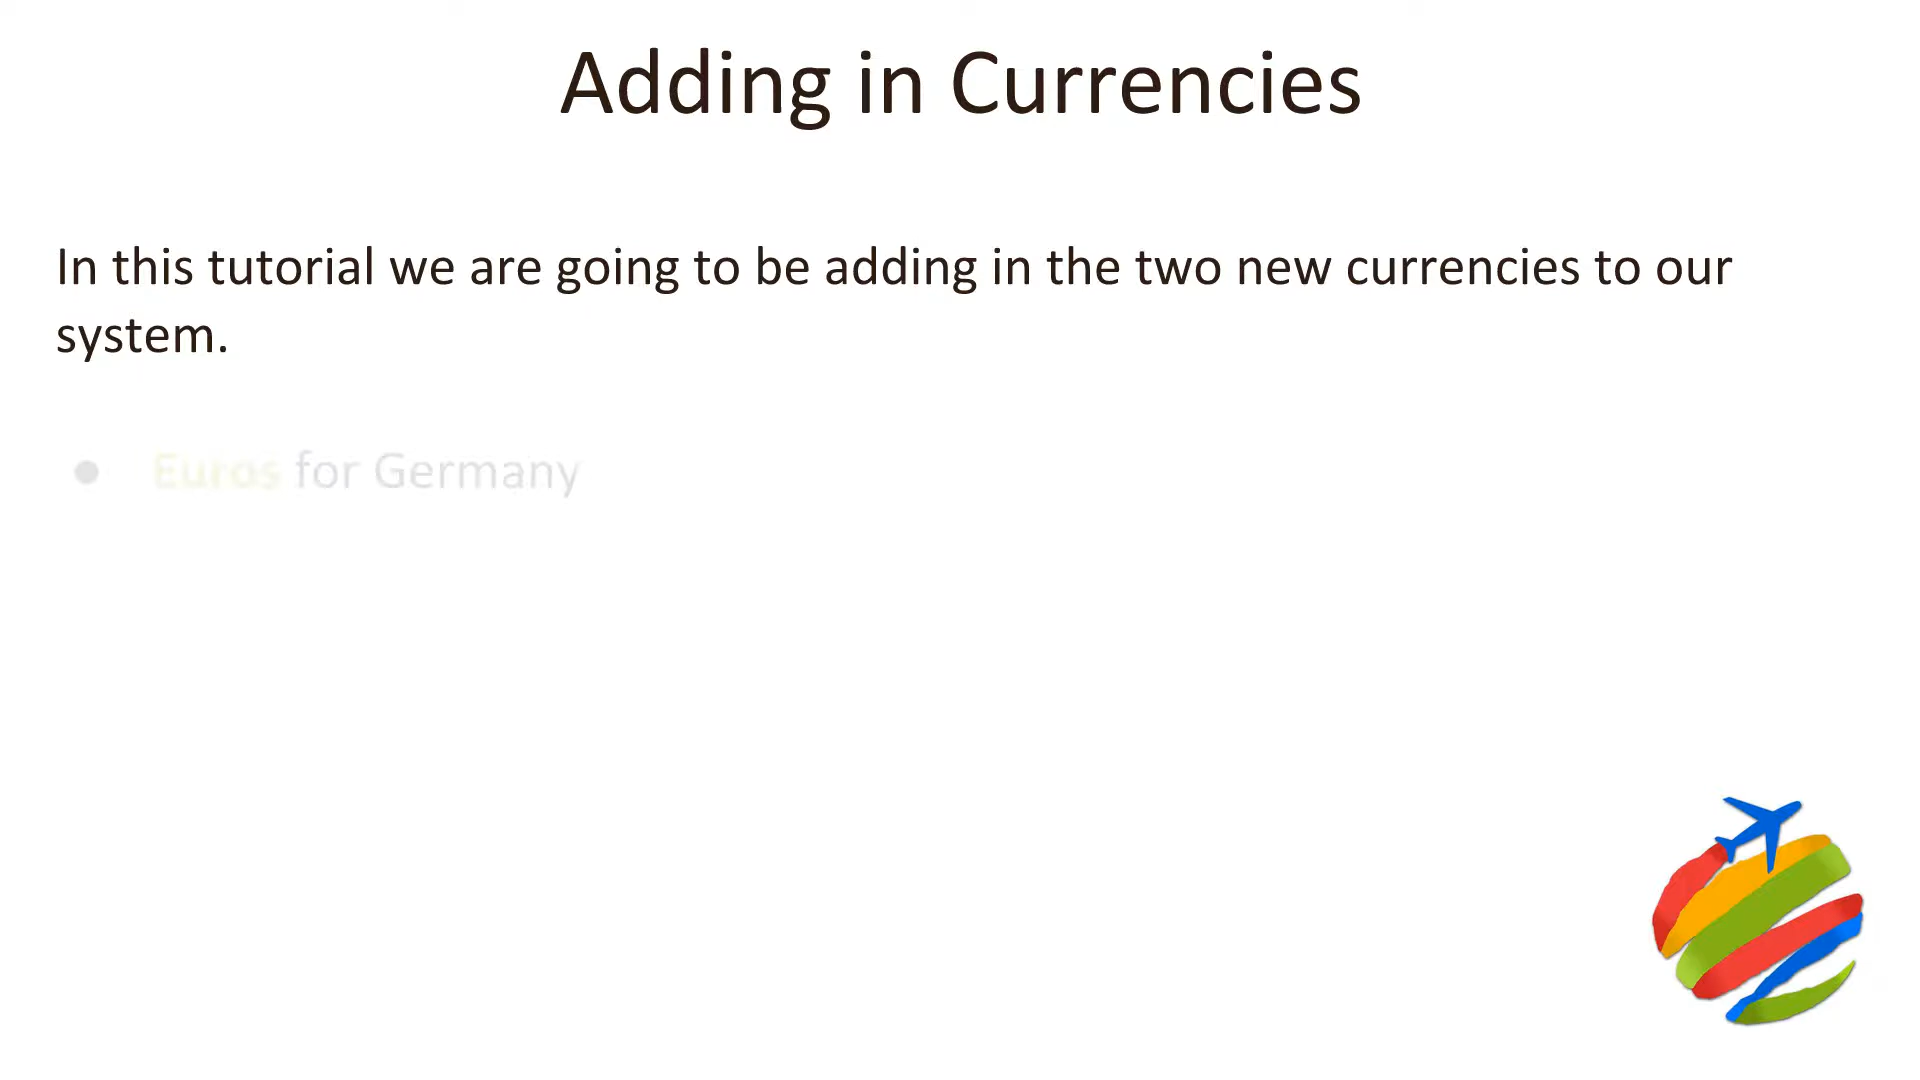 Adding in Currencies
In this tutorial we are going to be adding in the two new currencies to our
system.
● Euros for Germany